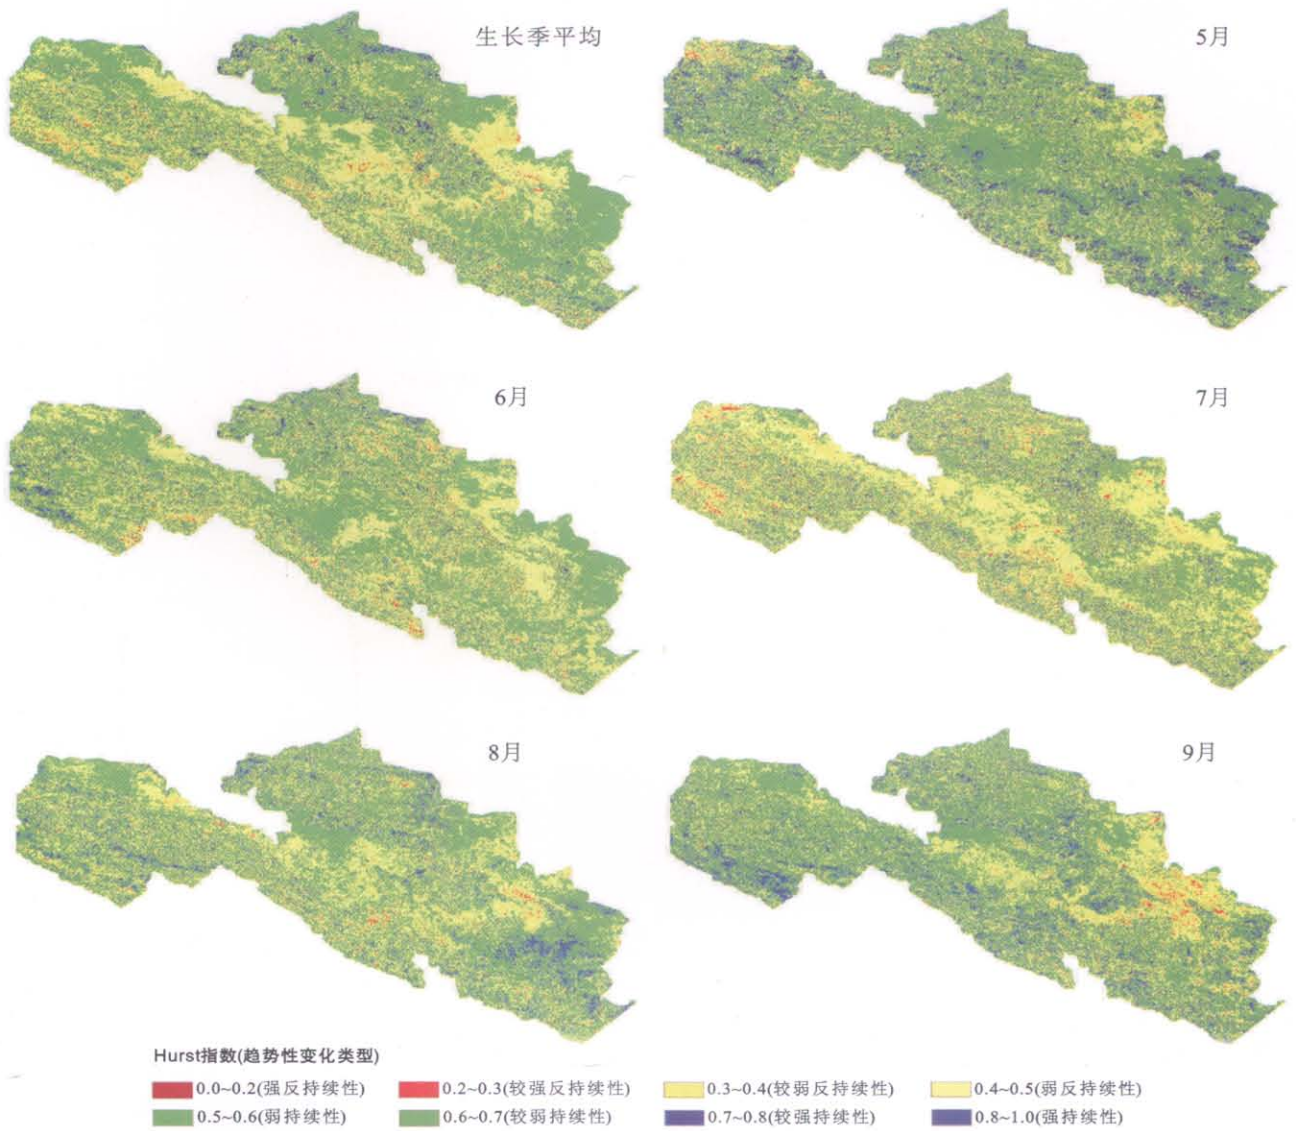 生长季平均
5月
6月
7月
8月
9月
Hurst指数(趋势性变化类型)
0.0~0.2(强反持续性) 0.2~0.3(较强反持续性) 0.3~0.4(较弱反持续性) 0.4~0.5(弱反持续性)
0.5~0.6(弱持续性) 0.6~0.7(较弱持续性) 0.7~0.8(较强持续性) 0.8~1.0(强持续性)